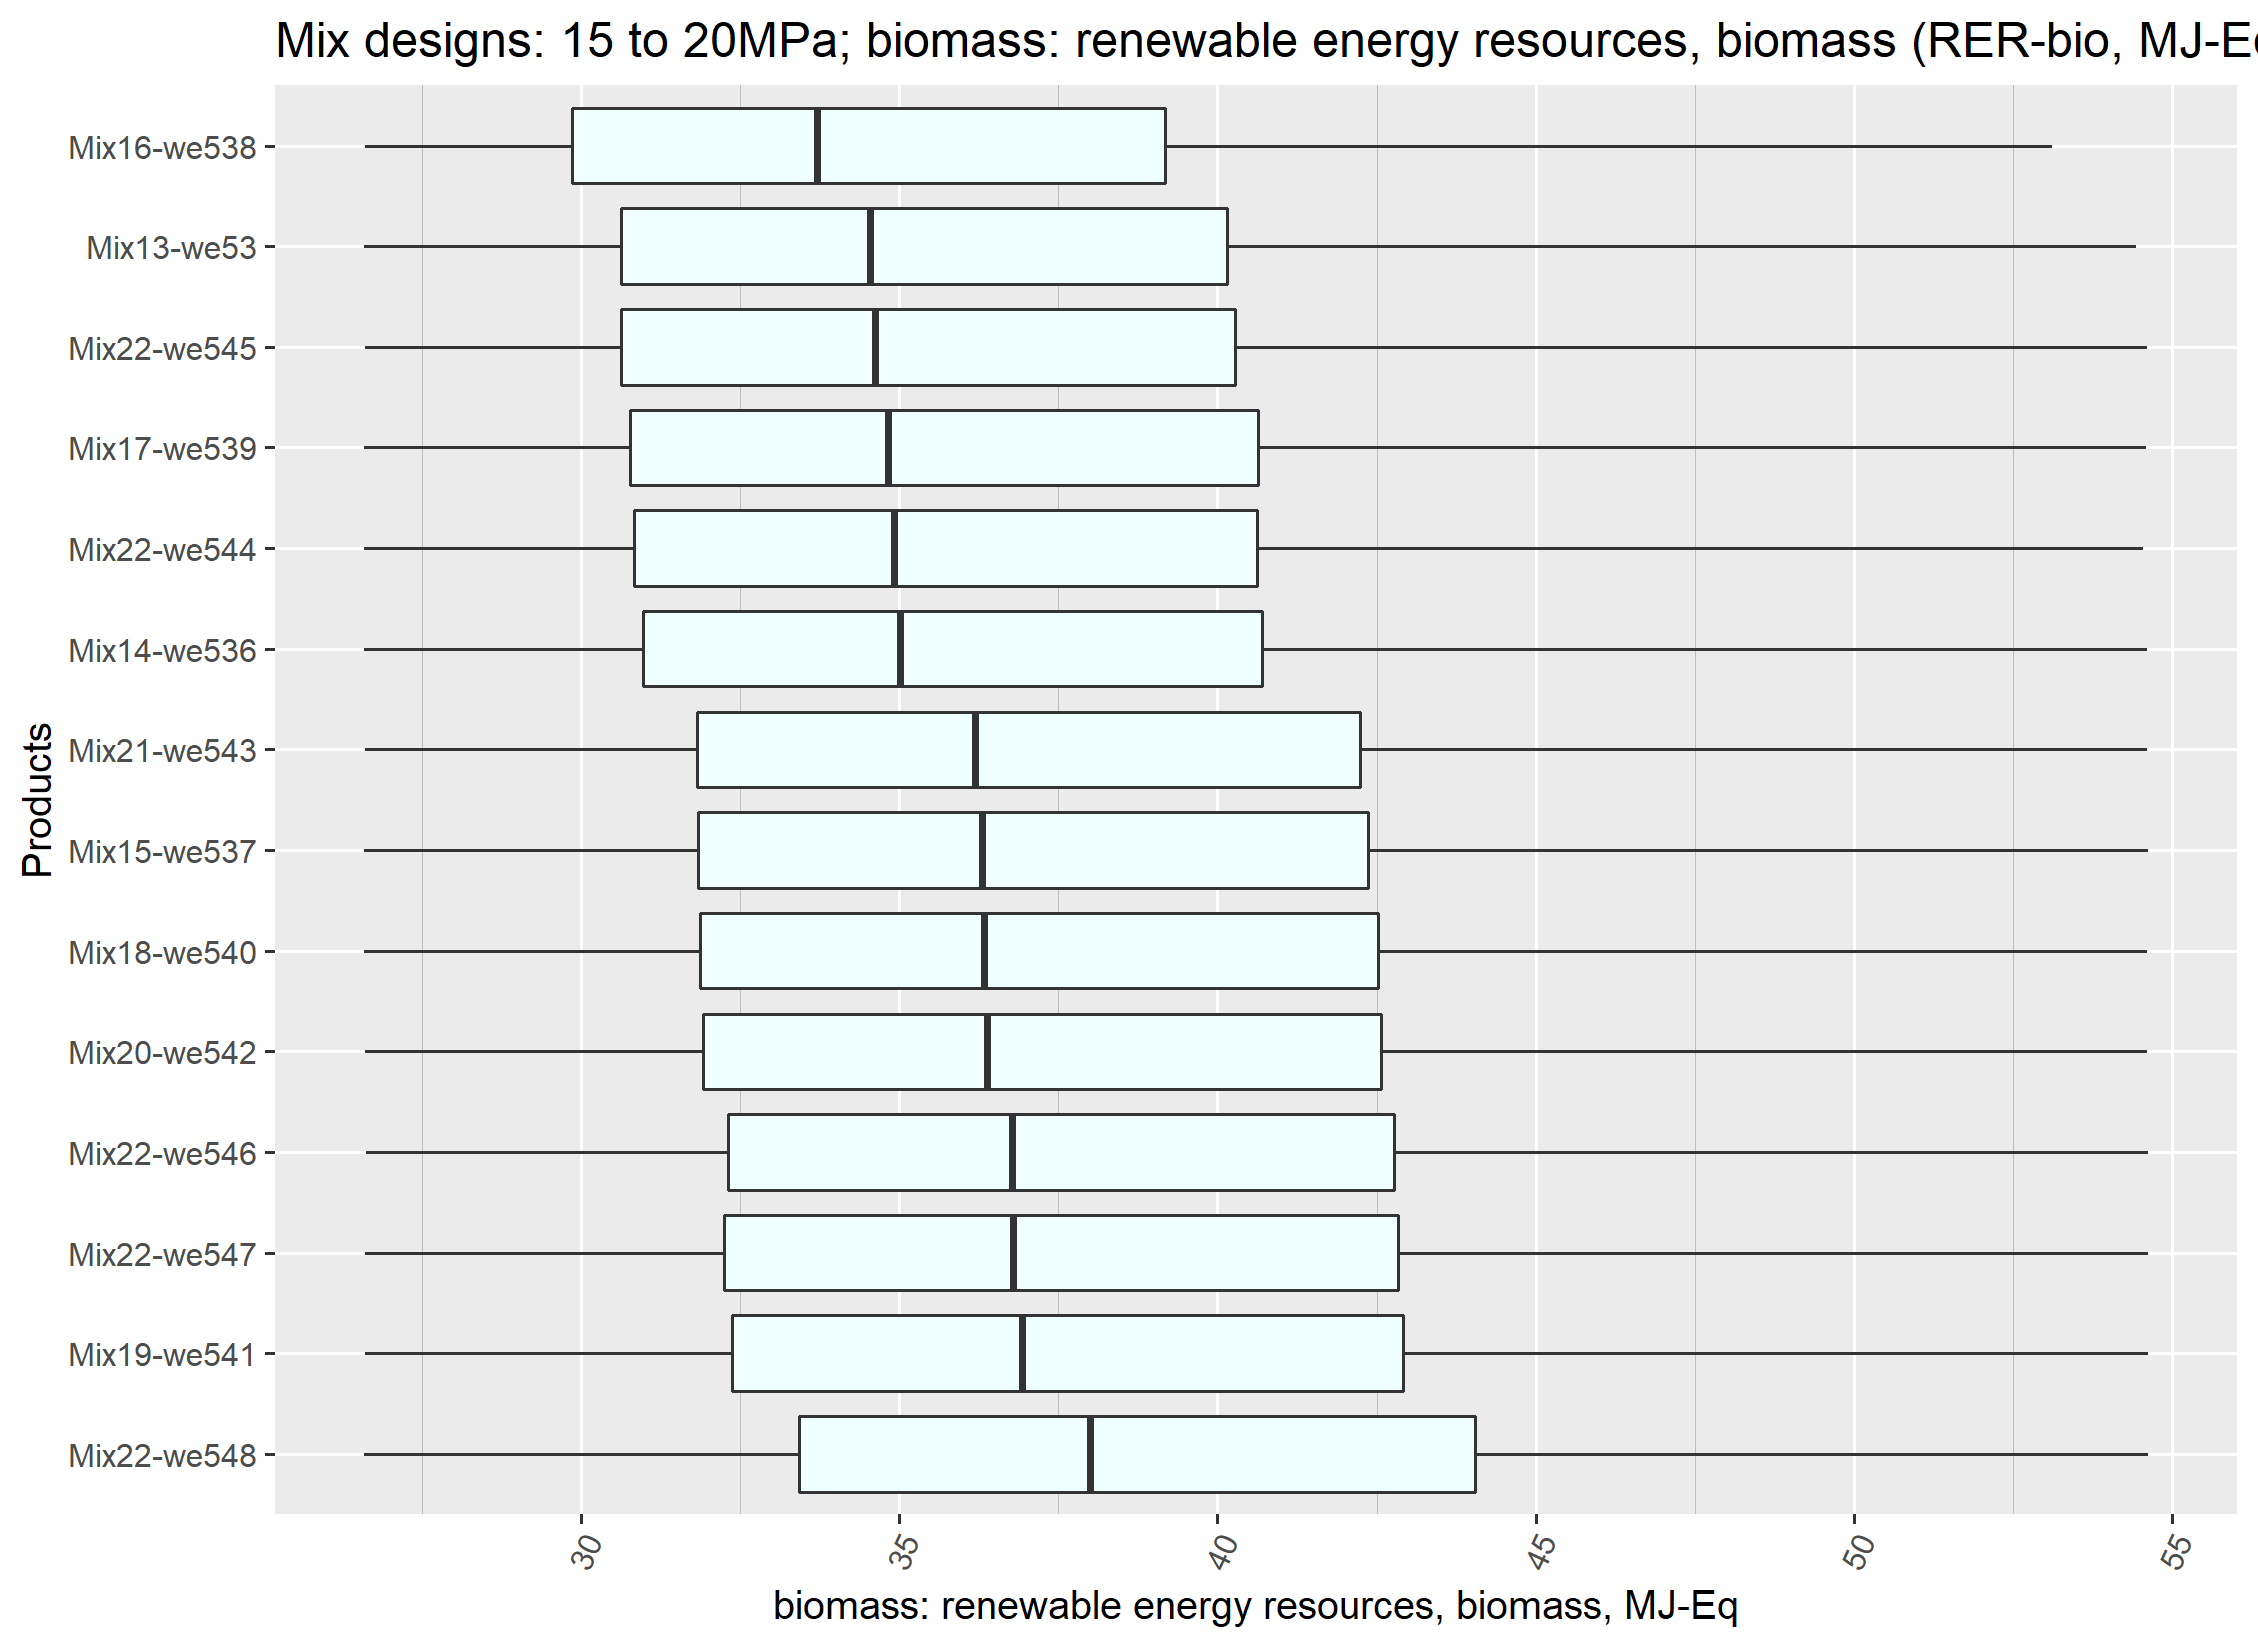 Mix designs: 15 to 20MPa; biomass: renewable energy resources, biomass (RER-bio, MJ-Eq
Mix16-we538
Mix13-we53
Mix22-we545
Mix17-we539
Mix22-we544
Mix14-we536
Mix21-we543
Mix15-we537
Mix18-we540
Mix20-we542
Mix22-we546
Mix22-we547
Mix19-we541
Mix22-we548
Products
30 35 40 45 50 55
biomass: renewable energy resources, biomass, MJ-Eq